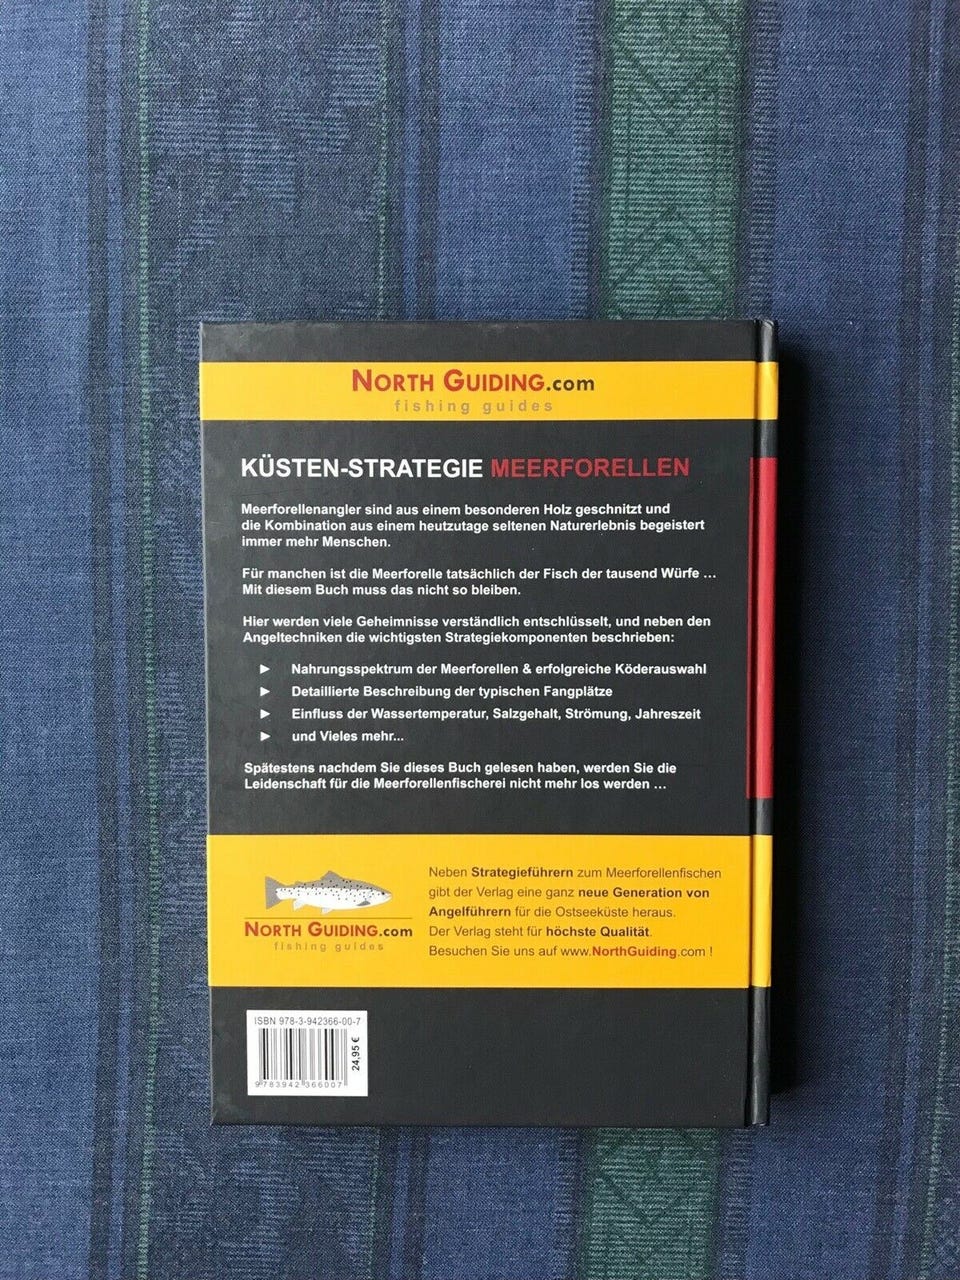 NORTH GUIDING.com
fishing guides
KÜSTEN-STRATEGIE MEERFORELLEN
Meerforellenangler sind aus einem besonderen Holz geschnitzt und
die Kombination aus einem heutzutage seltenen Naturerlebnis begeistert
immer mehr Menschen.
Für manchen ist die Meerforelle tatsächlich der Fisch der tausend Würfe ...
Mit diesem Buch muss das nicht so bleiben.
Hier werden viele Geheimnisse verständlich entschlüsselt, und neben den
Angeltechniken die wichtigsten Strategiekomponenten beschrieben:
► Nahrungsspektrum der Meerforellen & erfolgreiche Köderauswahl
► Detaillierte Beschreibung der typischen Fangplätze
► Einfluss der Wassertemperatur, Salzgehalt, Strömung, Jahreszeit
► und Vieles mehr...
Spätestens nachdem Sie dieses Buch gelesen haben, werden Sie die
Leidenschaft für die Meerforellenfischerei nicht mehr los werden ...
NORTH GUIDING.com
fishing guides
Neben Strategieführern zum Meerforellenfischen
gibt der Verlag eine ganz neue Generation von
Angelführern für die Ostseeküste heraus.
Der Verlag steht für höchste Qualität.
Besuchen Sie uns auf www.NorthGuiding.com !
ISBN 978-3-942366-00-7
24,95 €
9 783942 366007